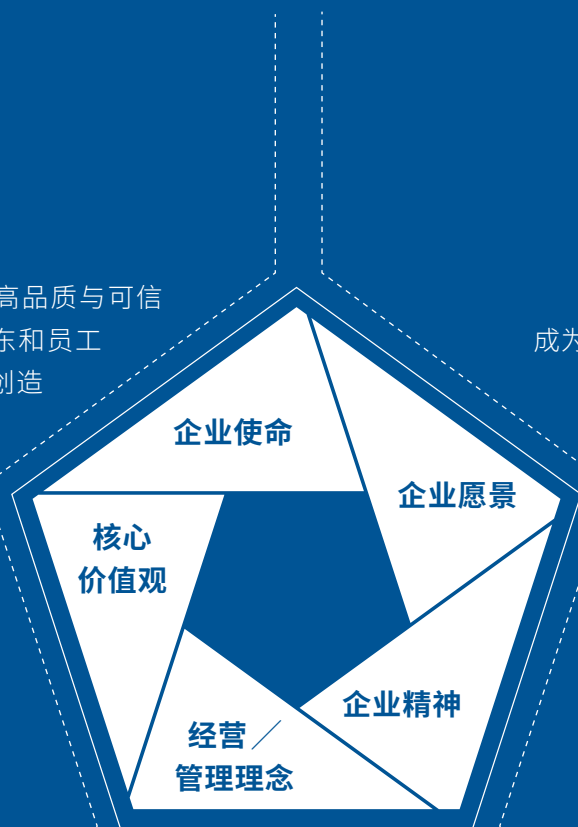 高品质与可信
东和员工
创造
成为
企业使命
企业愿景
核心
价值观
企业精神
经营／
管理理念